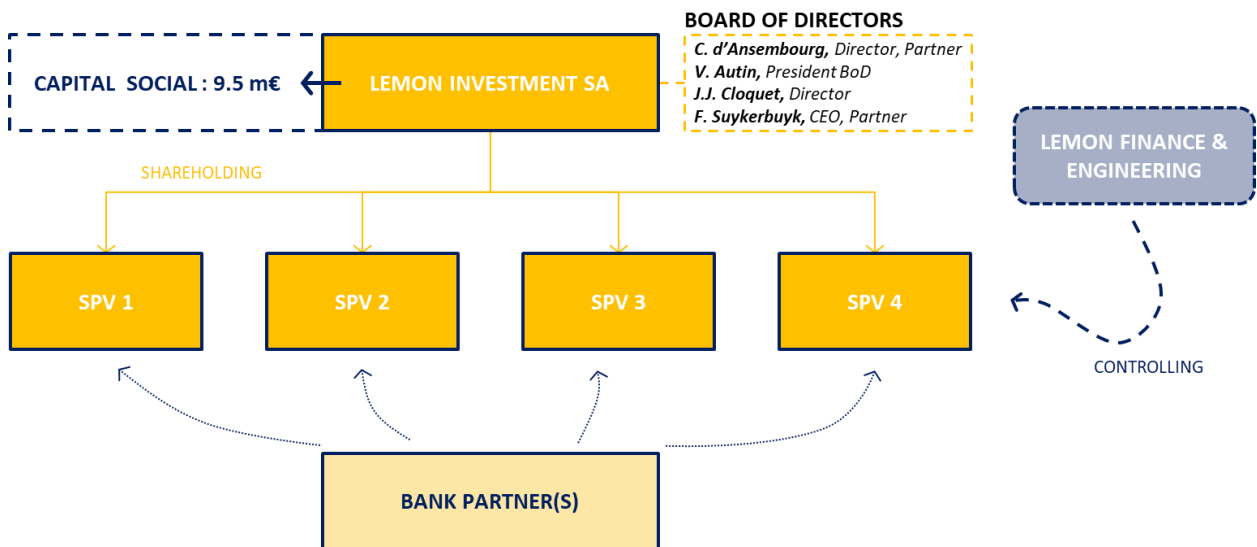 BOARD OF DIRECTORS
CAPITAL SOCIAL : 9.5 m€
LEMON INVESTMENT SA
C. d’Ansembourg, Director, Partner
V. Autin, President BoD
J.J. Cloquet, Director
F. Suykerbuyk, CEO, Partner
LEMON FINANCE &
ENGINEERING
SHAREHOLDING
SPV 1
SPV 2
SPV 3
SPV 4
CONTROLLING
BANK PARTNER(S)